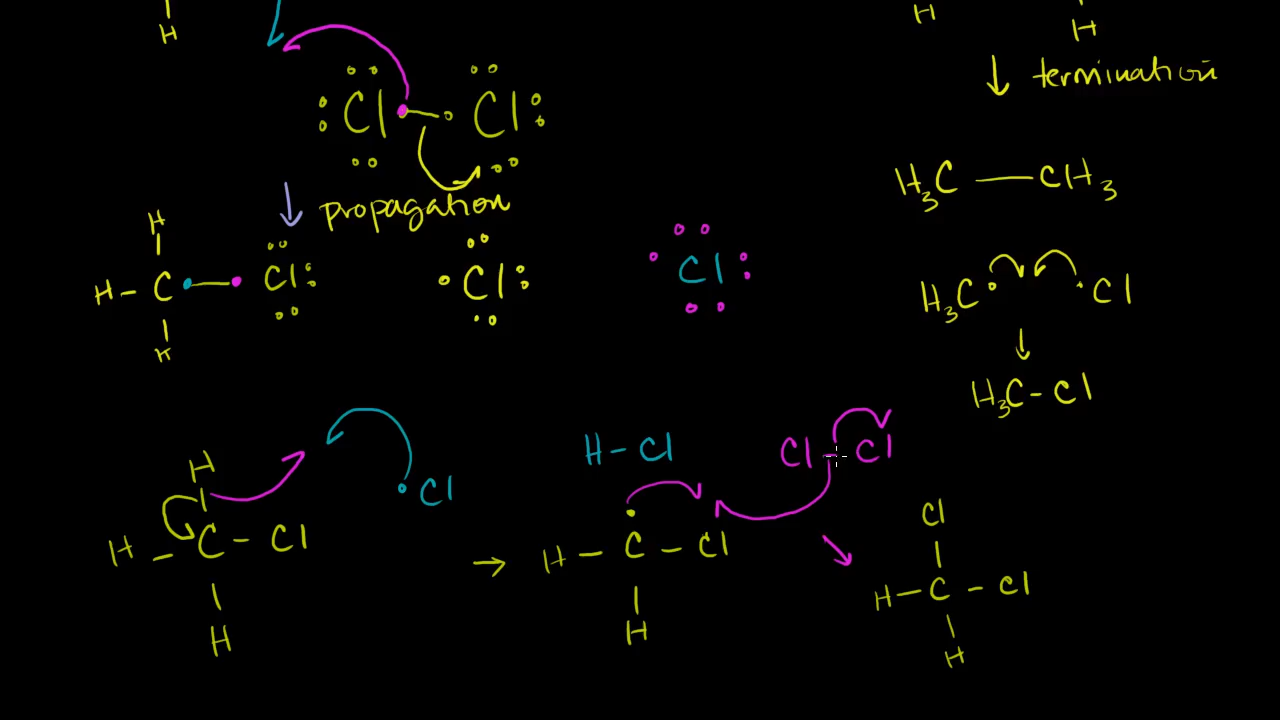 H
H
H
termination
Cl – Cl
H₃C — CH₃
propagation
H
H – C — Cl
H
Cl
Cl
H₃C Cl
H₃C – Cl
H
H – C – Cl
H
Cl
H – Cl
Cl – Cl
H – C – Cl
H
Cl
H – C – Cl
H